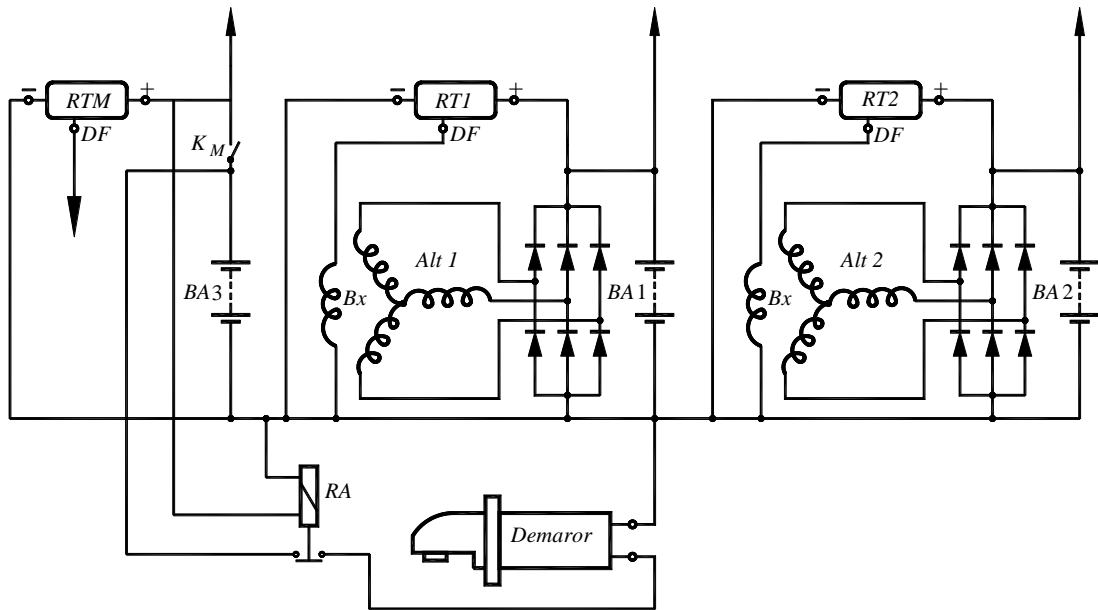 − RTM +
DF
K M
BA3
− RT1 +
DF
Alt 1
Bx
BA1
− RT2 +
DF
Alt 2
Bx
BA2
RA
Demaror